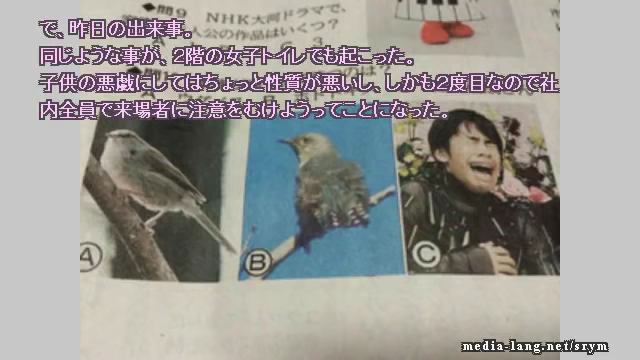 で、昨日の出来事。
同じような事が、2階の女子トイレでも起こった。
子供の悪戯にしてはちょっと性質が悪いし、しかも2度目なので社
内全員で来場者に注意をむけようってことになった。
NHK大河ドラマで、
人公の作品はいくつ?
A
B
C
media-lang.net/srym